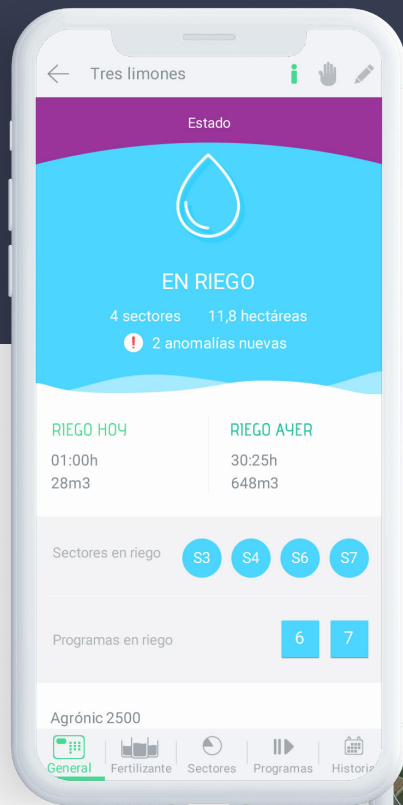 Tres limones
Estado
EN RIEGO
4 sectores 11,8 hectáreas
! 2 anomalías nuevas
RIEGO HOY RIEGO AYER
01:00h 30:25h
28m3 648m3
Sectores en riego S3 S4 S6 S7
Programas en riego 6 7
Agrónic 2500
General Fertilizante Sectores Programas Historia